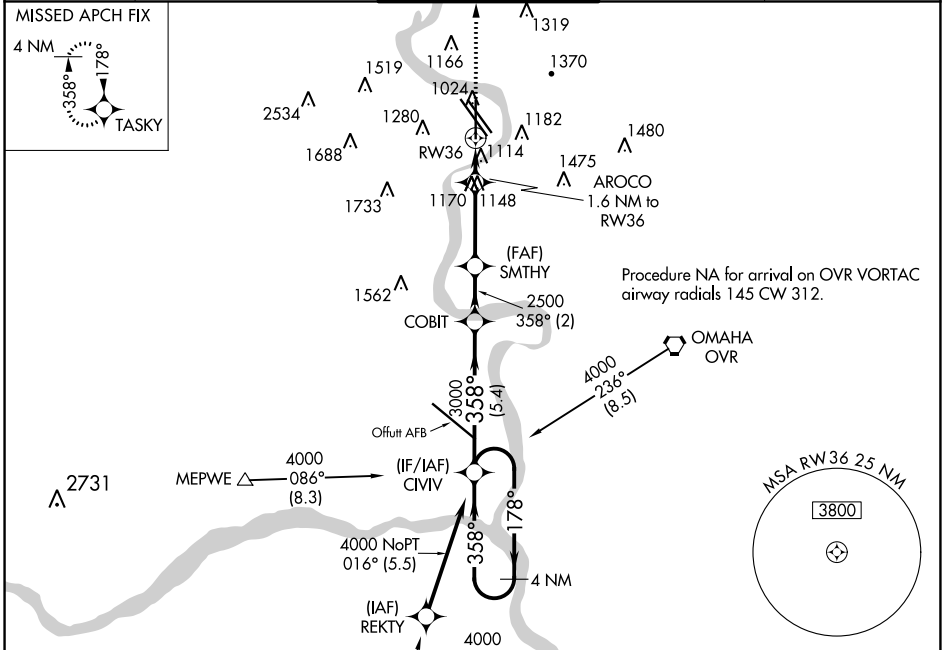 MISSED APCH FIX
4 NM
358°
178°
TASKY
1319
1166
1370
1519
1024
2534
1280
1182
1480
1688
RW36
1114
1475
AROCO
1.6 NM to
RW36
1733
1170
1148
(FAF)
SMTHY
Procedure NA for arrival on OVR VORTAC
airway radials 145 CW 312.
1562
2500
358° (2)
COBIT
OMAHA
OVR
4000
236°
(8.5)
3000
358°
(5.4)
Offutt AFB
MEPWE
4000
086°
(8.3)
(IF/IAF)
CIVIV
2731
MSA RW36 25 NM
3800
358°
178°
4000 NoPT
016° (5.5)
4 NM
(IAF)
REKTY
4000